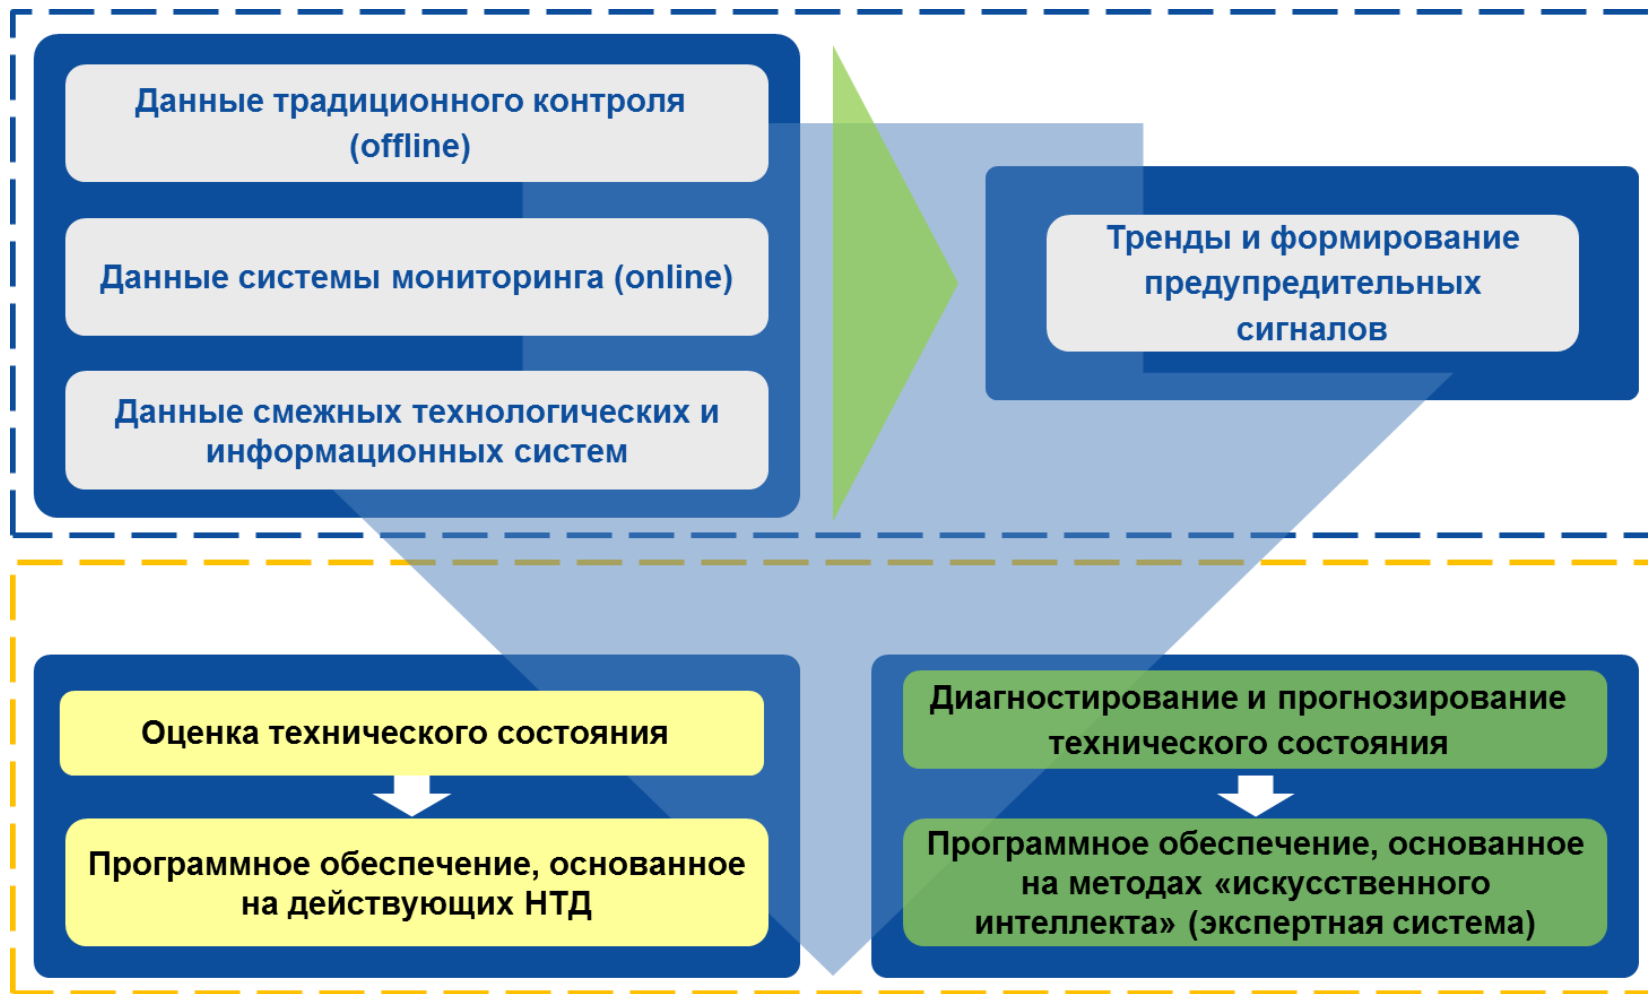 Данные традиционного контроля
(offline)
Данные системы мониторинга (online)
Данные смежных технологических и
информационных систем
Тренды и формирование
предупредительных
сигналов
Оценка технического состояния
Программное обеспечение, основанное
на действующих НТД
Диагностирование и прогнозирование
технического состояния
Программное обеспечение, основанное
на методах «искусственного
интеллекта» (экспертная система)